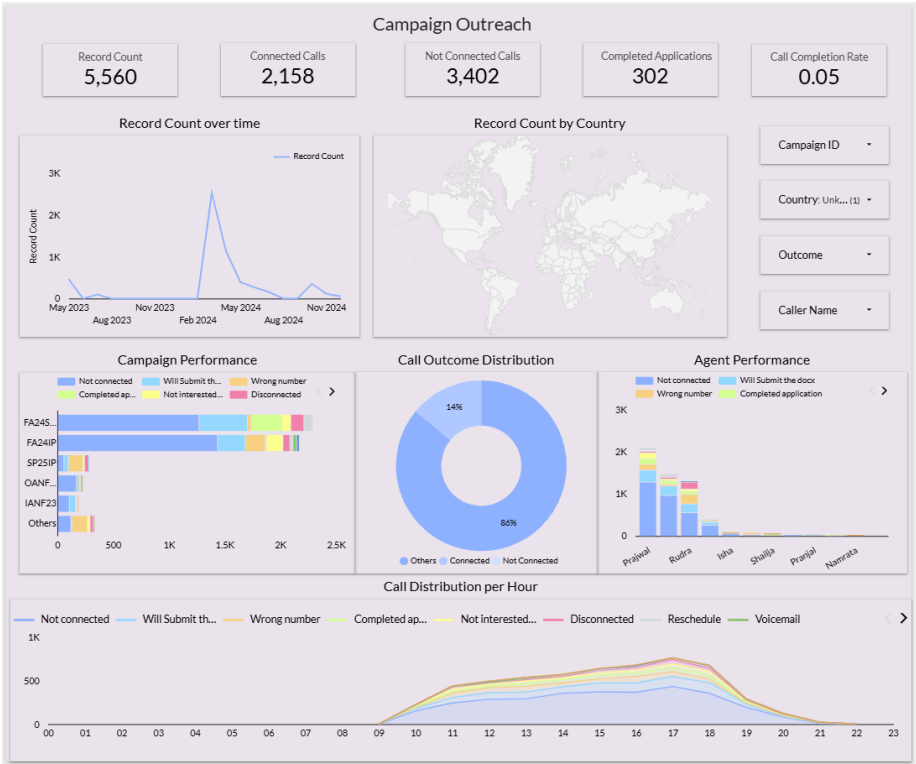 Campaign Outreach
Record Count
5,560
Connected Calls
2,158
Not Connected Calls
3,402
Completed Applications
302
Call Completion Rate
0.05
Record Count over time
Record Count
3K
2K
1K
0
Record Count
May 2023
Aug 2023
Nov 2023
Feb 2024
May 2024
Aug 2024
Nov 2024
Record Count by Country
Campaign ID
Country: Unk... (1)
Outcome
Caller Name
Campaign Performance
Not connected
Will Submit th...
Wrong number
Completed ap...
Not interested...
Disconnected
FA24S...
FA24IP
SP25IP
OANF...
IANF23
Others
0
500
1K
1.5K
2K
2.5K
Call Outcome Distribution
14%
86%
Others
Connected
Not Connected
Agent Performance
Not connected
Will Submit the docx
Wrong number
Completed application
3K
2K
1K
0
Prajwal
Rudra
Isha
Shailja
Pranjal
Namrata
Call Distribution per Hour
Not connected
Will Submit th...
Wrong number
Completed ap...
Not interested...
Disconnected
Reschedule
Voicemail
1K
500
0
00 01 02 03 04 05 06 07 08 09 10 11 12 13 14 15 16 17 18 19 20 21 22 23